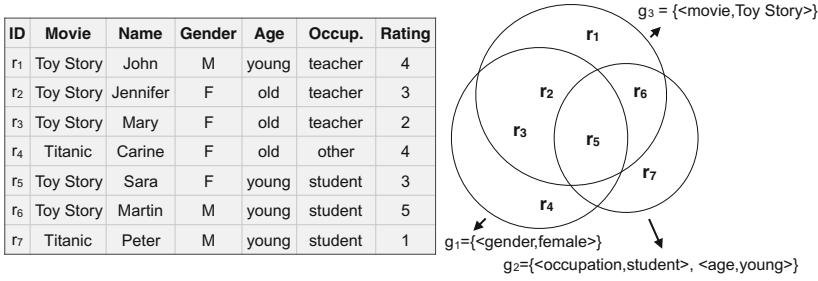 ID Movie Name Gender Age Occup. Rating
r1 Toy Story John M young teacher 4
r2 Toy Story Jennifer F old teacher 3
r3 Toy Story Mary F old teacher 2
r4 Titanic Carine F old other 4
r5 Toy Story Sara F young student 3
r6 Toy Story Martin M young student 5
r7 Titanic Peter M young student 1
g3 = {<movie,Toy Story>}
r1
r2
r6
r3
r5
r7
r4
g1={<gender,female>}
g2={<occupation,student>, <age,young>}